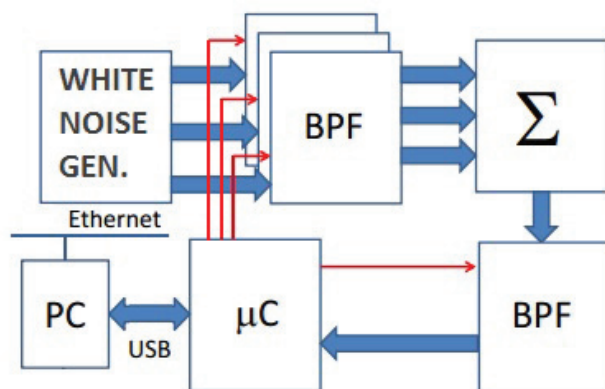 WHITE
NOISE
GEN.
BPF
Σ
Ethernet
PC
USB
μC
BPF